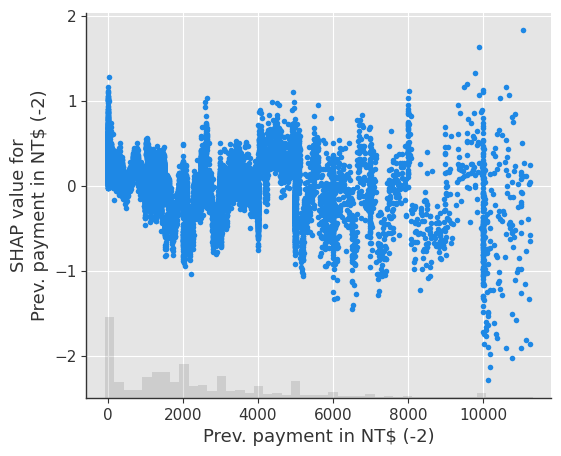 SHAP value for
Prev. payment in NT$ (-2)
2
1
0
−1
−2
0 2000 4000 6000 8000 10000
Prev. payment in NT$ (-2)